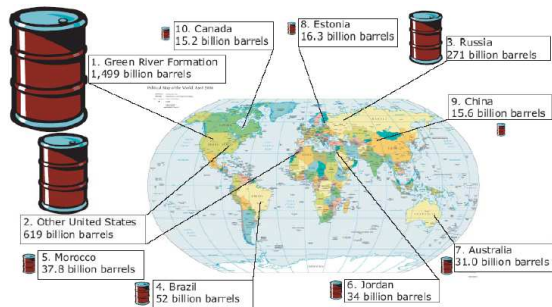 10. Canada
15.2 billion barrels
8. Estonia
16.3 billion barrels
3. Russia
271 billion barrels
1. Green River Formation
1,499 billion barrels
9. China
15.6 billion barrels
2. Other United States
619 billion barrels
5. Morocco
37.8 billion barrels
4. Brazil
52 billion barrels
6. Jordan
34 billion barrels
7. Australia
31.0 billion barrels